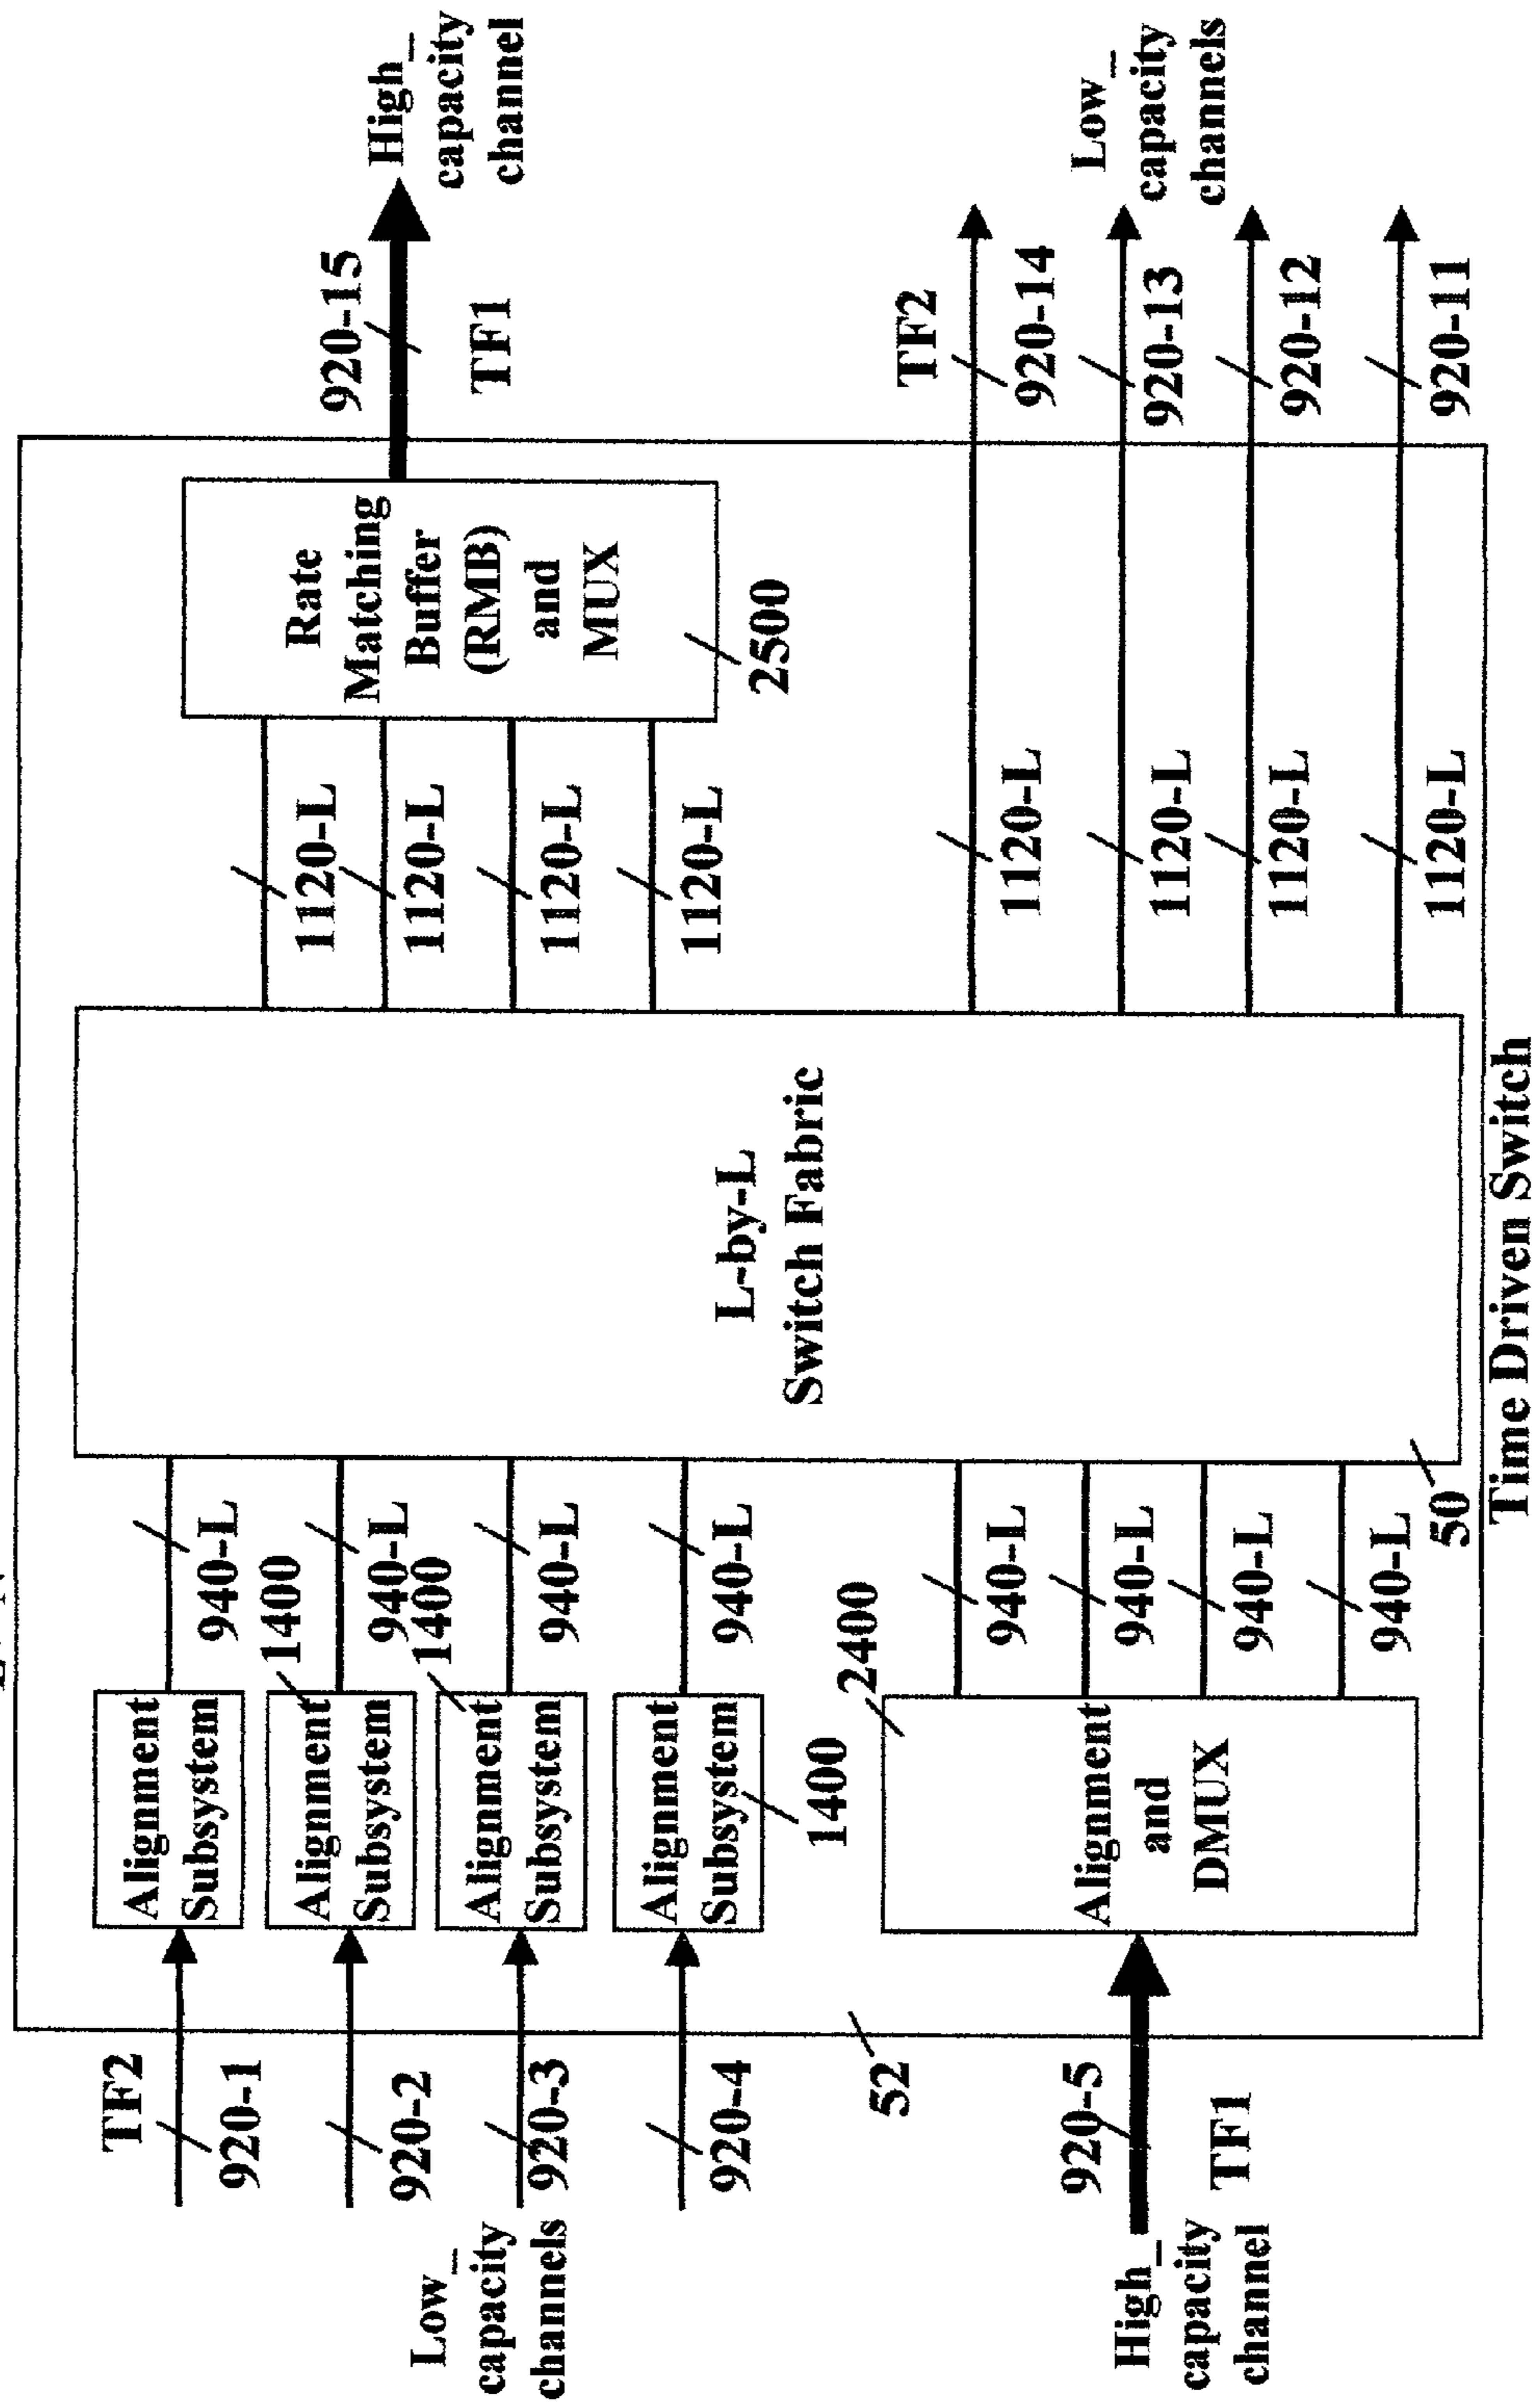 TF2
920-1
920-2
Low_
capacity
channels
920-3
920-4
920-5
High_
capacity
channel
TF1
52
Alignment
Subsystem
Alignment
Subsystem
1400
Alignment
Subsystem
1400
Alignment
Subsystem
1400
Alignment
and
DMUX
2400
940-L
940-L
940-L
940-L
940-L
940-L
940-L
940-L
L-by-L
Switch Fabric
50
Time Driven Switch
1120-L
1120-L
1120-L
1120-L
1120-L
1120-L
1120-L
1120-L
Rate
Matching
Buffer
(RMB)
and
MUX
2500
920-15
TF1
High_
capacity
channel
TF2
920-14
920-13
920-12
920-11
Low_
capacity
channels